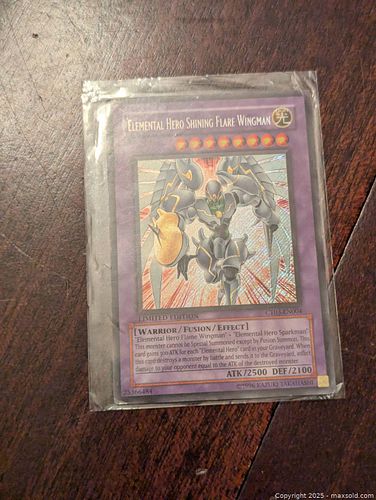 ELEMENTAL HERO SHINING FLARE WINGMAN
光
LIMITED EDITION
CT03-EN004
[WARRIOR / FUSION / EFFECT]
"Elemental Hero Flame Wingman" + "Elemental Hero Sparkman"
This monster cannot be Special Summoned except by Fusion Summon. This
card gains 300 ATK for each "Elemental Hero" card in your Graveyard. When
this card destroys a monster by battle and sends it to the Graveyard, inflict
damage to your opponent equal to the ATK of the destroyed monster.
ATK/2500 DEF/2100
25366484
©1996 KAZUKI TAKAHASHI
Copyright © 2025 - maxsold.com